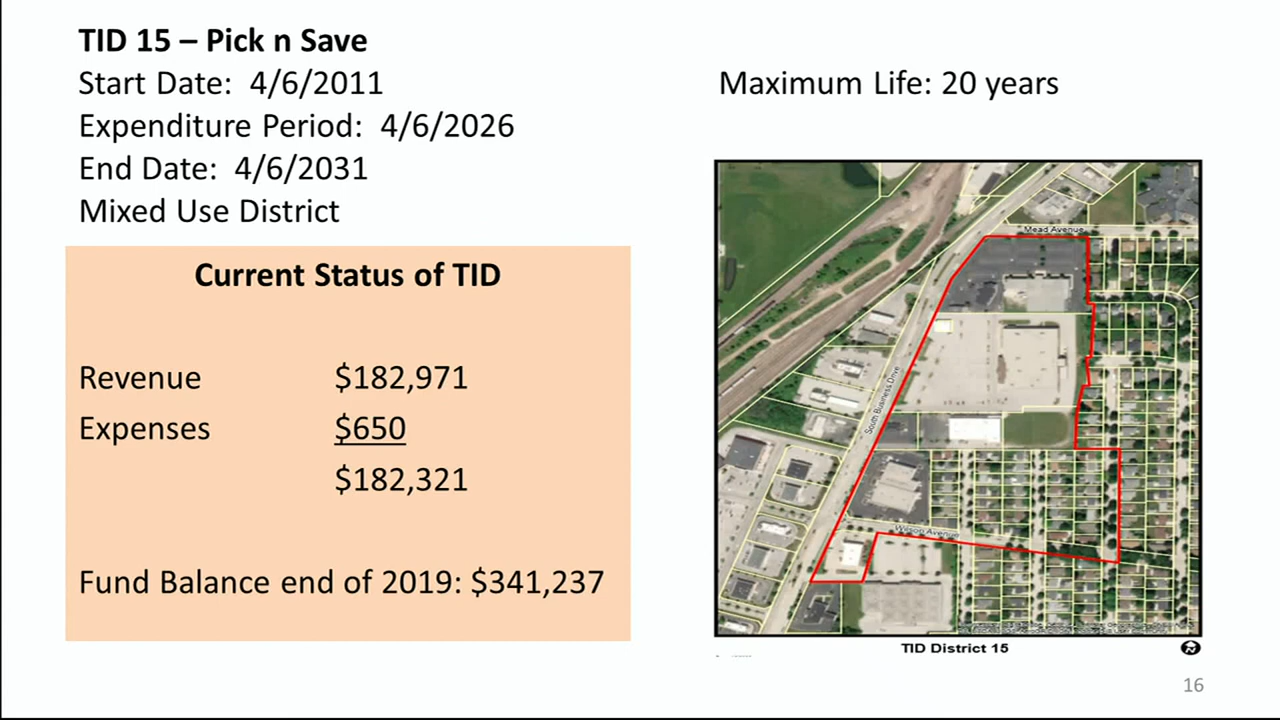 TID 15 – Pick n Save
Start Date: 4/6/2011
Maximum Life: 20 years
Expenditure Period: 4/6/2026
End Date: 4/6/2031
Mixed Use District
Current Status of TID
Revenue $182,971
Expenses $650
$182,321
Fund Balance end of 2019: $341,237
Mead Avenue
South Business Drive
Wilson Avenue
TID District 15
N
16